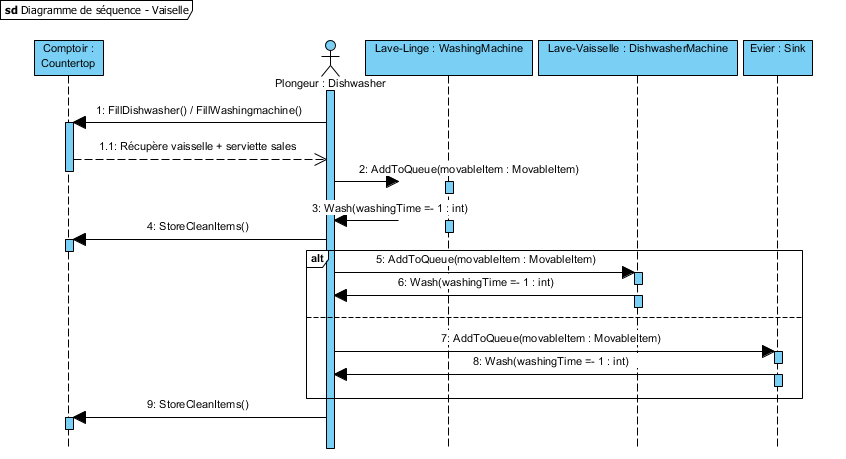 sd Diagramme de séquence - Vaiselle
Comptoir :
Countertop
Plongeur : Dishwasher
Lave-Linge : WashingMachine
Lave-Vaisselle : DishwasherMachine
Evier : Sink
1: FillDishwasher() / FillWashingmachine()
1.1: Récupère vaisselle + serviette sales
2: AddToQueue(movableItem : MovableItem)
3: Wash(washingTime =- 1 : int)
4: StoreCleanItems()
alt
5: AddToQueue(movableItem : MovableItem)
6: Wash(washingTime =- 1 : int)
7: AddToQueue(movableItem : MovableItem)
8: Wash(washingTime =- 1 : int)
9: StoreCleanItems()